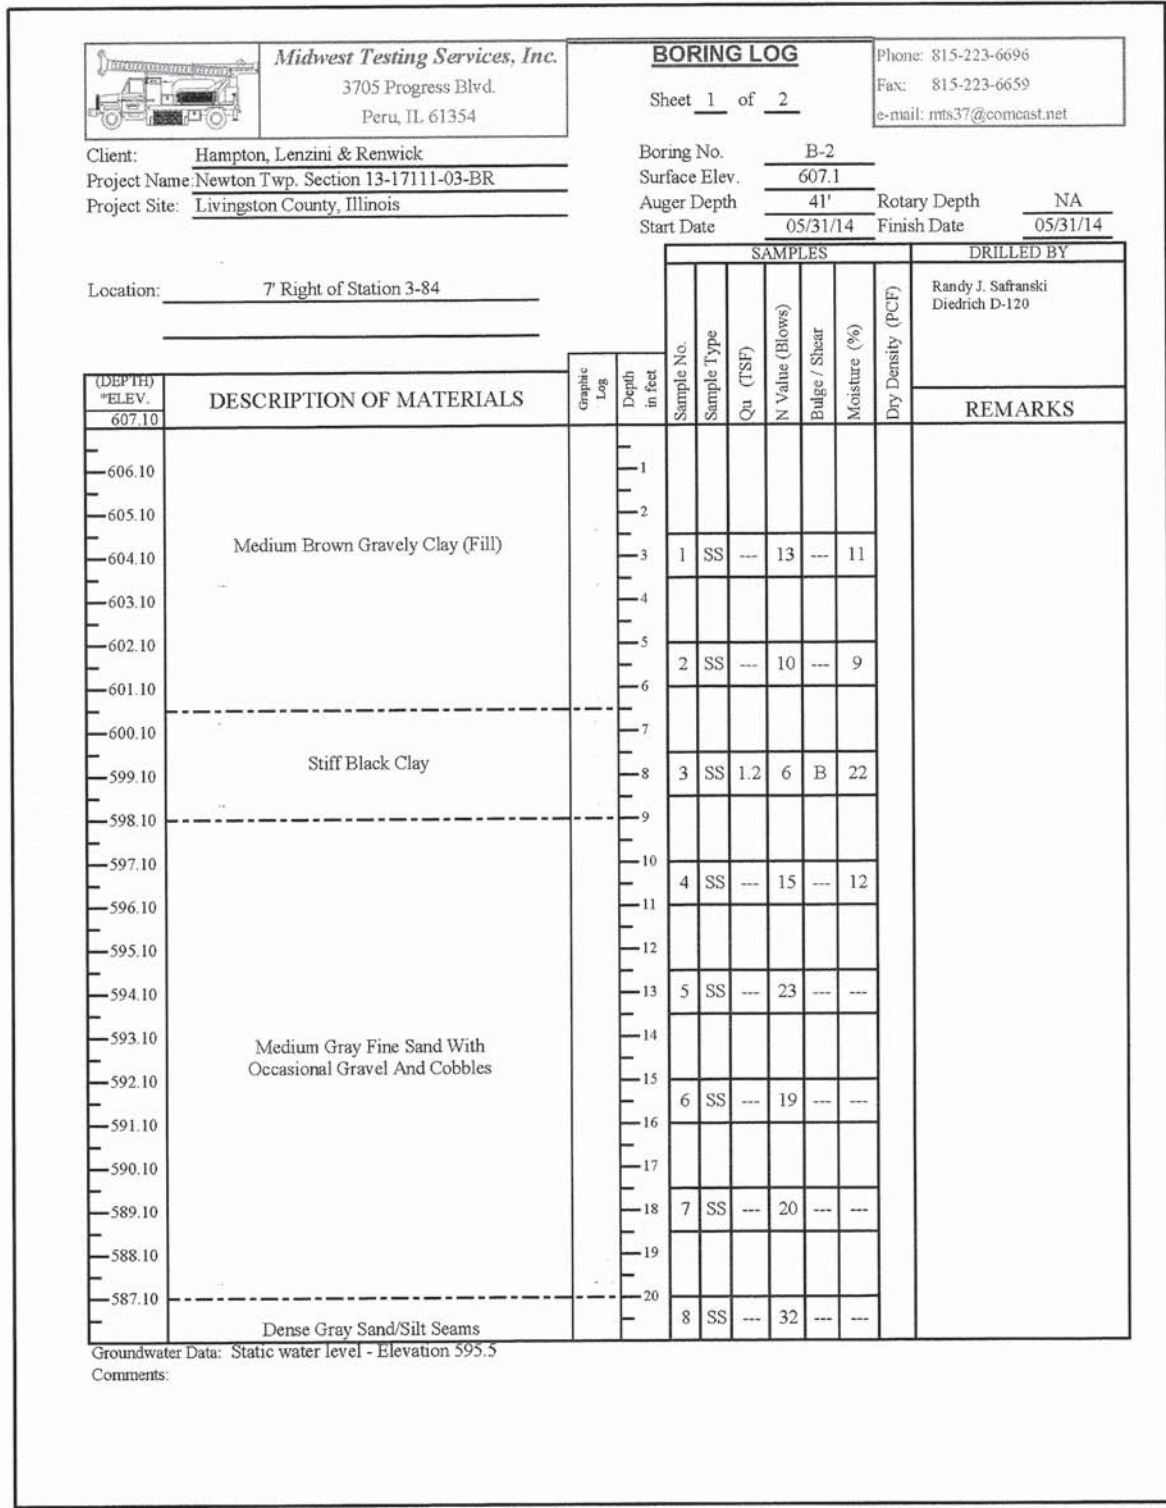 Midwest Testing Services, Inc.
3705 Progress Blvd.
Peru, IL 61354
BORING LOG
Sheet 1 of 2
Phone: 815-223-6696
Fax: 815-223-6659
e-mail: mts37@comcast.net
Client: Hampton, Lenzini & Renwick
Project Name: Newton Twp. Section 13-17111-03-BR
Project Site: Livingston County, Illinois
Boring No. B-2
Surface Elev. 607.1
Auger Depth 41' Rotary Depth NA
Start Date 05/31/14 Finish Date 05/31/14
Location: 7' Right of Station 3-84
SAMPLES
DRILLED BY
Randy J. Safranski
Diedrich D-120
(DEPTH)
*ELEV.
607.10
DESCRIPTION OF MATERIALS
Graphic
Log
Depth
in feet
Sample No.
Sample Type
Qu (TSF)
N Value (Blows)
Bulge / Shear
Moisture (%)
Dry Density (PCF)
REMARKS
606.10 1
605.10 2
Medium Brown Gravely Clay (Fill)
604.10 3 1 SS --- 13 --- 11
603.10 4
602.10 5
2 SS --- 10 --- 9
601.10 6
600.10 7
Stiff Black Clay
599.10 8 3 SS 1.2 6 B 22
598.10 9
597.10 10
4 SS --- 15 --- 12
596.10 11
595.10 12
594.10 13 5 SS --- 23 --- ---
593.10 14
Medium Gray Fine Sand With
Occasional Gravel And Cobbles
592.10 15
6 SS --- 19 --- ---
591.10 16
590.10 17
589.10 18 7 SS --- 20 --- ---
588.10 19
587.10 20
8 SS --- 32 --- ---
Dense Gray Sand/Silt Seams
Groundwater Data: Static water level - Elevation 595.5
Comments: